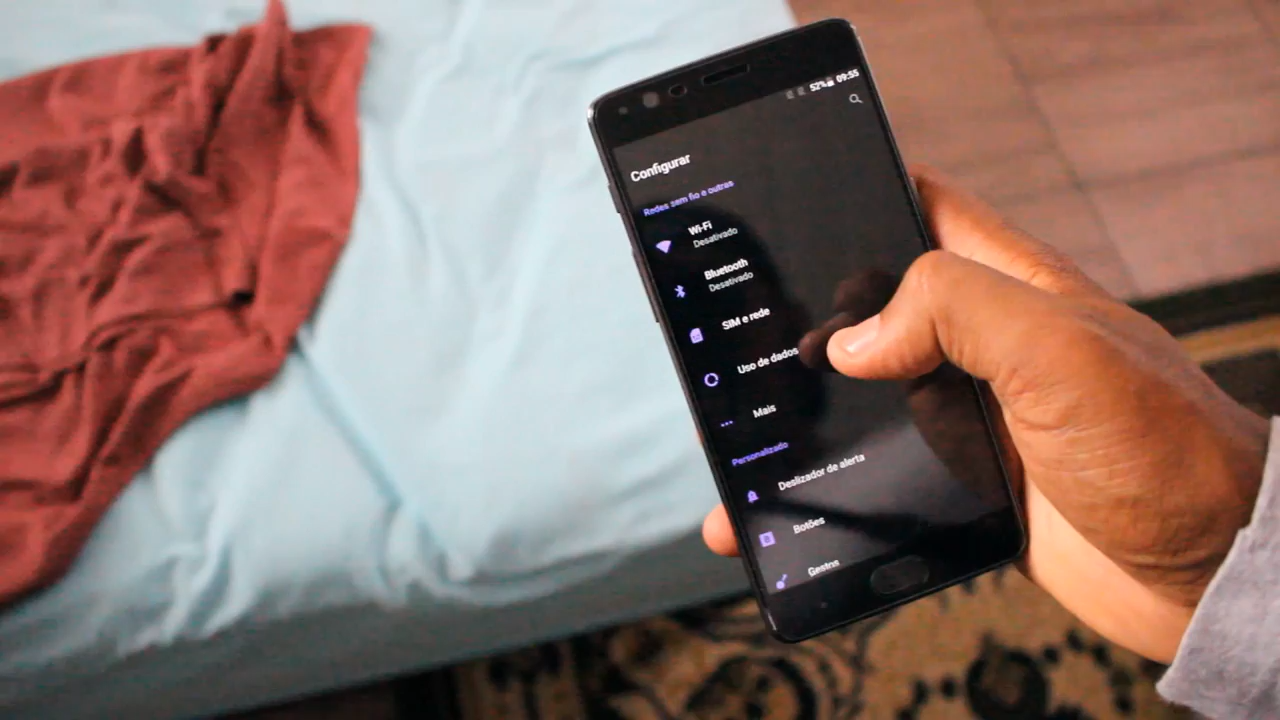 52% 09:55
Configurar
Redes sem fio e outras
Wi-Fi
Desativado
Bluetooth
Desativado
SIM e rede
Uso de dados
Mais
Personalizado
Deslizador de alerta
Botões
Gestos